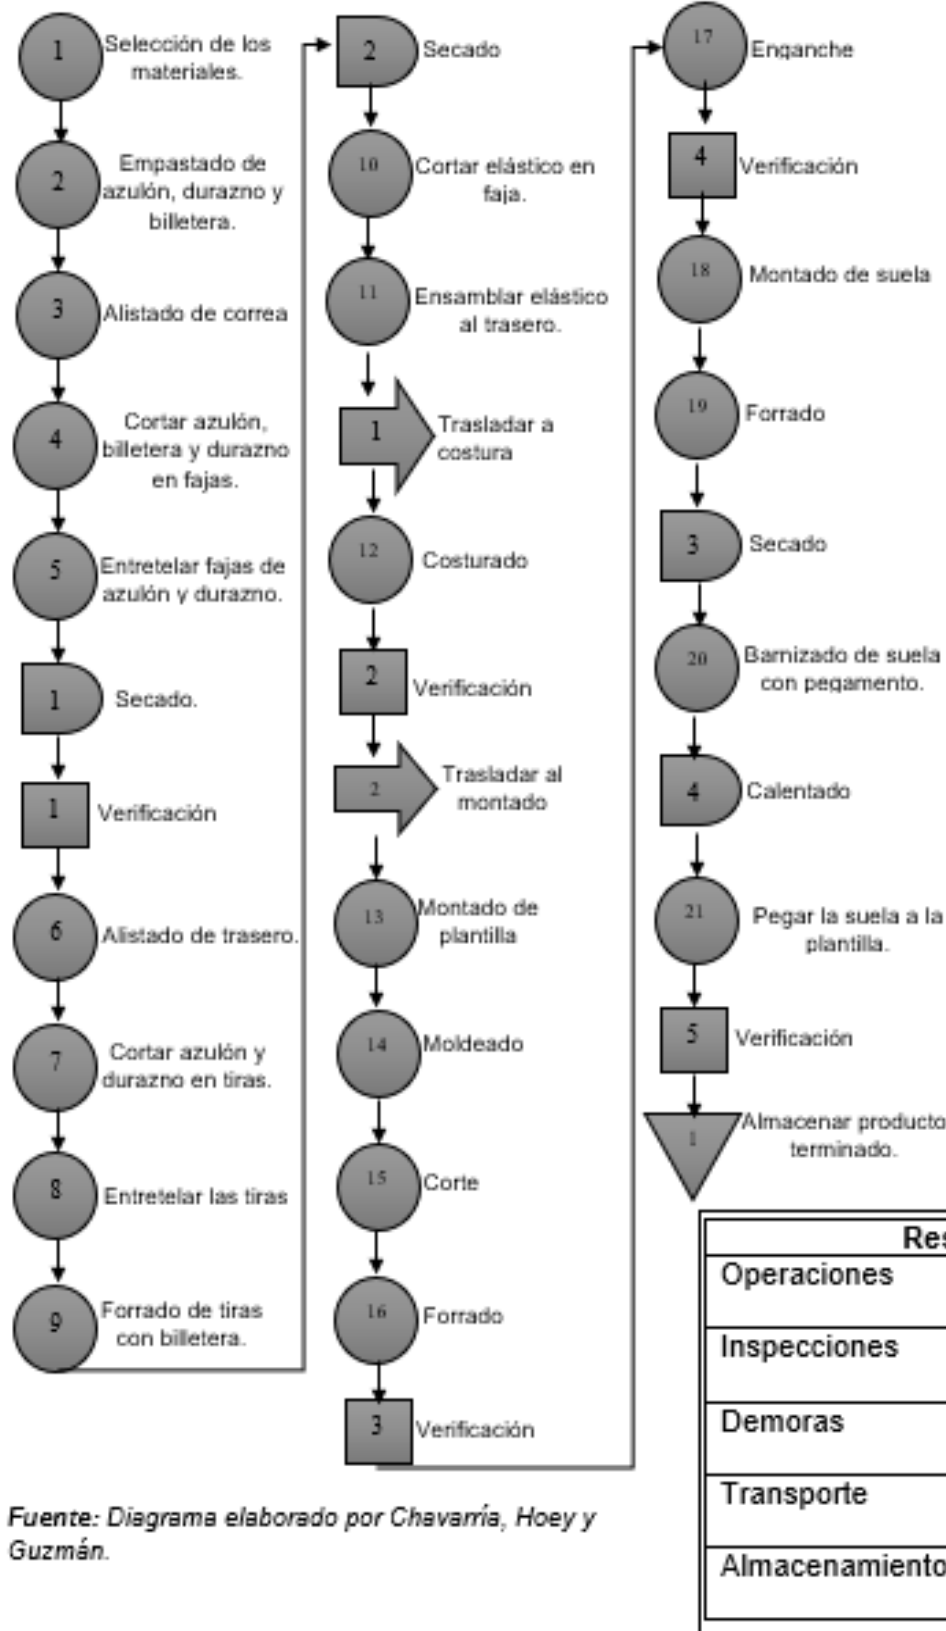 1
Selección de los
materiales.
2
Empastado de
azulón, durazno y
billetera.
3
Alistado de correa
4
Cortar azulón,
billetera y durazno
en fajas.
5
Entretelar fajas de
azulón y durazno.
1
Secado.
1
Verificación
6
Alistado de trasero.
7
Cortar azulón y
durazno en tiras.
8
Entretelar las tiras
9
Forrado de tiras
con billetera.
2
Secado
10
Cortar elástico en
faja.
11
Ensamblar elástico
al trasero.
1
Trasladar a
costura
12
Costurado
2
Verificación
2
Trasladar al
montado
13
Montado de
plantilla
14
Moldeado
15
Corte
16
Forrado
3
Verificación
17
Enganche
4
Verificación
18
Montado de suela
19
Forrado
3
Secado
20
Barnizado de suela
con pegamento.
4
Calentado
21
Pegar la suela a la
plantilla.
5
Verificación
1
Almacenar producto
terminado.
Res
Operaciones
Inspecciones
Demoras
Transporte
Almacenamiento
Fuente: Diagrama elaborado por Chavarría, Hoey y
Guzmán.